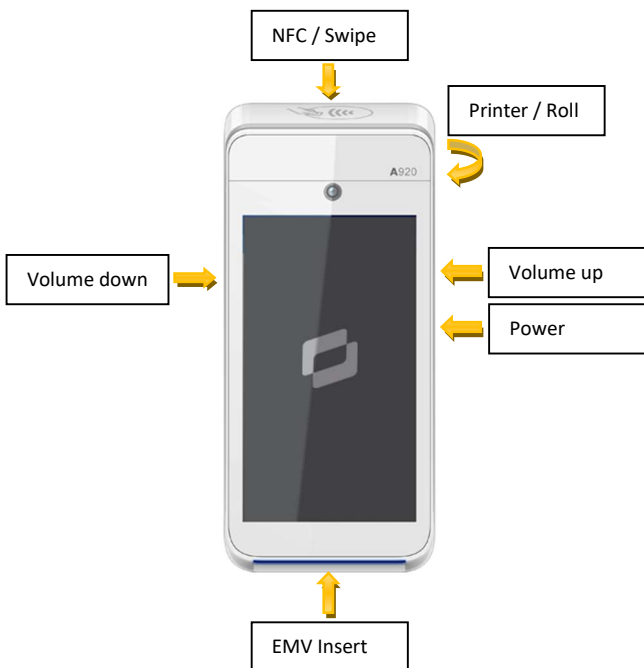 NFC / Swipe
Printer / Roll
A920
Volume down
Volume up
Power
EMV Insert